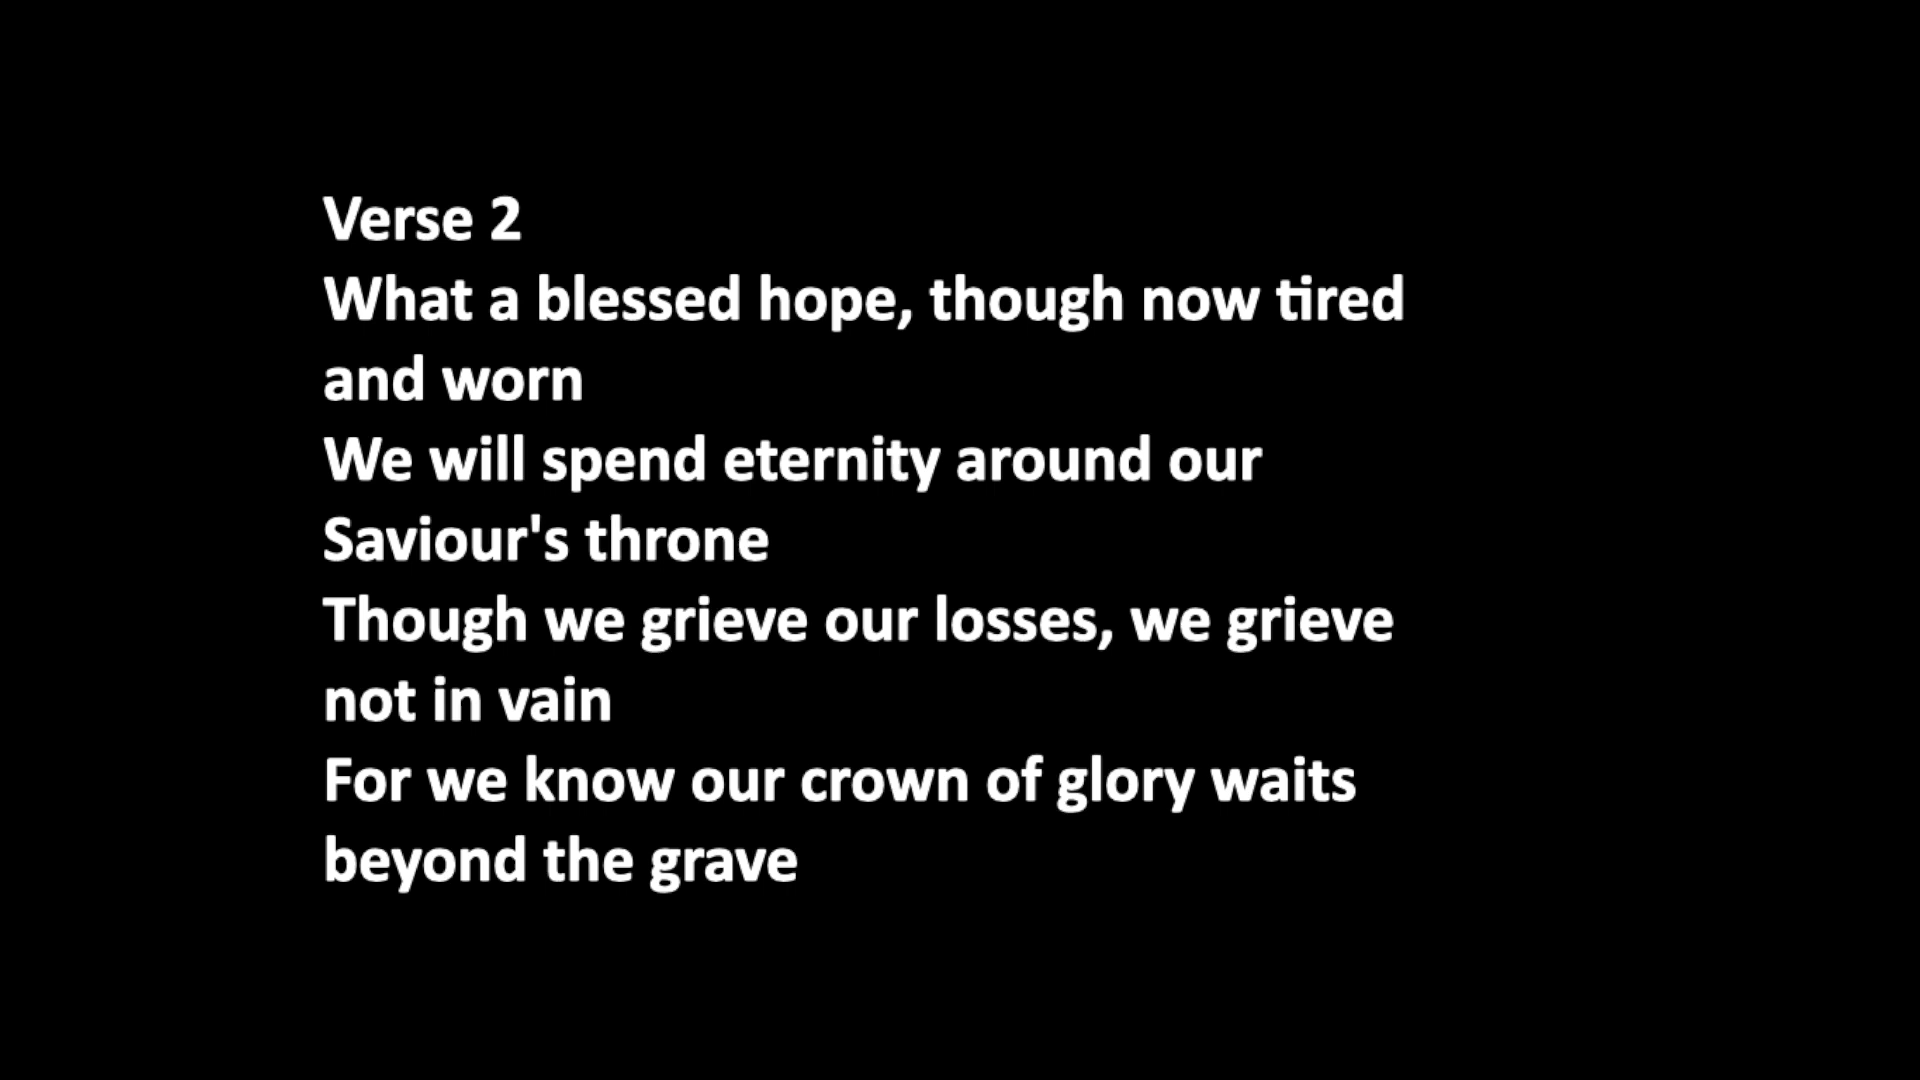 Verse 2
What a blessed hope, though now tired
and worn
We will spend eternity around our
Saviour's throne
Though we grieve our losses, we grieve
not in vain
For we know our crown of glory waits
beyond the grave